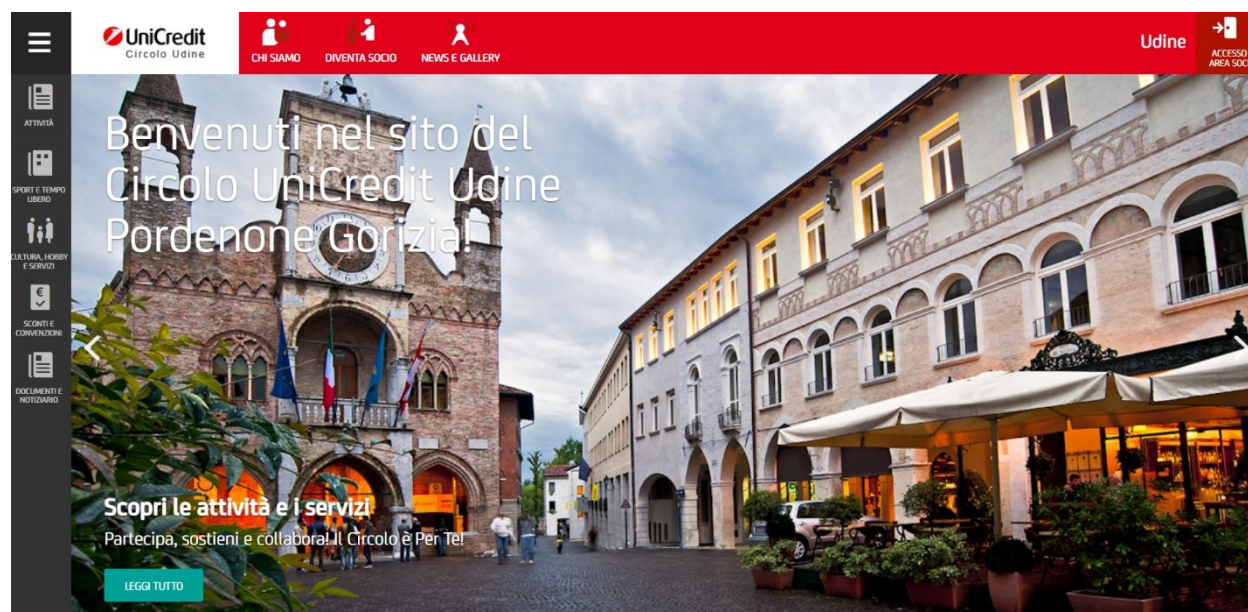 UniCredit
Circolo Udine
CHI SIAMO
DIVENTA SOCIO
NEWS E GALLERY
Udine
ACCESSO
AREA SOCI
ATTIVITÀ
SPORT E TEMPO
LIBERO
CULTURA, HOBBY
E SERVIZI
SCONTI E
CONVENZIONI
DOCUMENTI E
NOTIZIARIO
Benvenuti nel sito del
Circolo UniCredit Udine
Pordenone Gorizia!
Scopri le attività e i servizi
Partecipa, sostieni e collabora! Il Circolo è Per Te!
LEGGI TUTTO